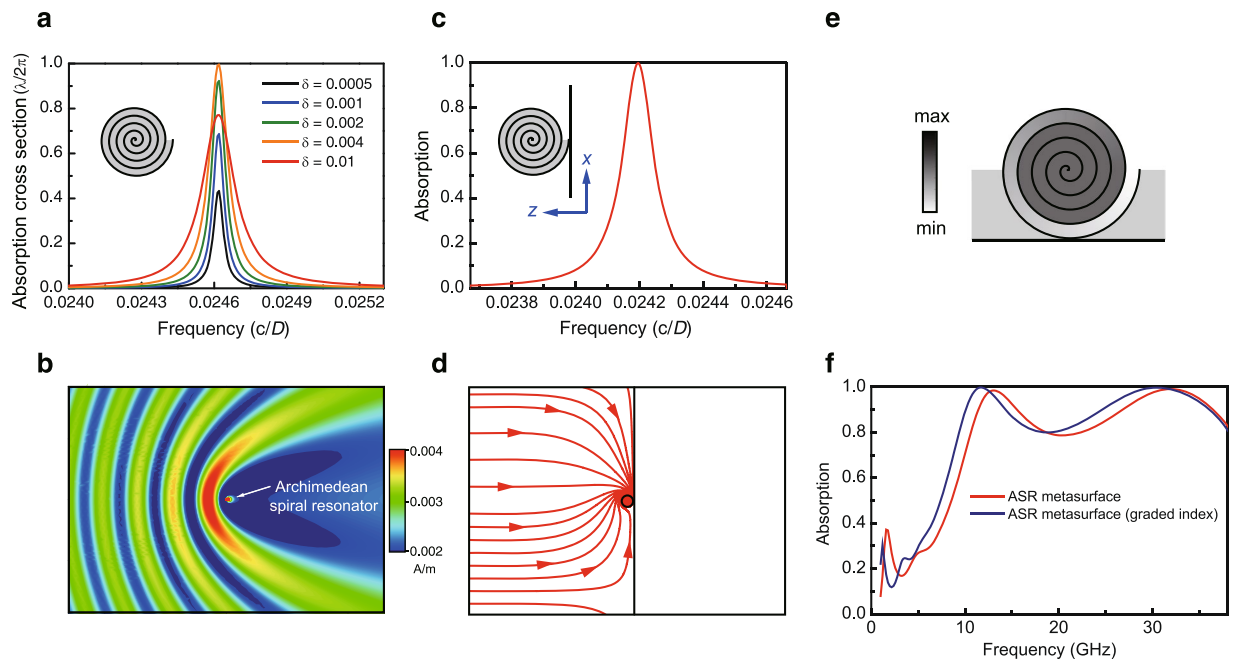 a
Absorption cross section (λ/2π)
1.0
0.8
0.6
0.4
0.2
0.0
δ = 0.0005
δ = 0.001
δ = 0.002
δ = 0.004
δ = 0.01
0.0240 0.0243 0.0246 0.0249 0.0252
Frequency (c/D)
b
Archimedean
spiral resonator
0.004
0.003
0.002
A/m
c
Absorption
1.0
0.8
0.6
0.4
0.2
0.0
x
z
0.0238 0.0240 0.0242 0.0244 0.0246
Frequency (c/D)
d
e
max
min
f
Absorption
1.0
0.8
0.6
0.4
0.2
0.0
ASR metasurface
ASR metasurface (graded index)
0 10 20 30
Frequency (GHz)